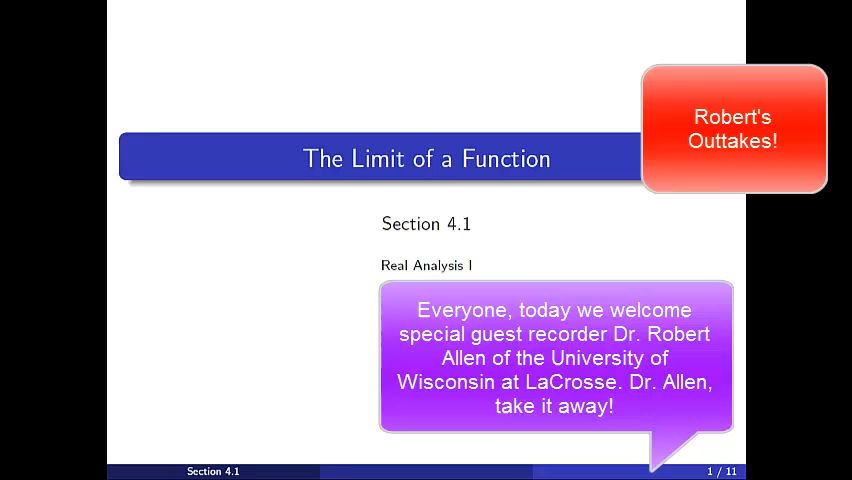 Robert's
Outtakes!
The Limit of a Function
Section 4.1
Real Analysis I
Everyone, today we welcome
special guest recorder Dr. Robert
Allen of the University of
Wisconsin at LaCrosse. Dr. Allen,
take it away!
Section 4.1
1 / 11